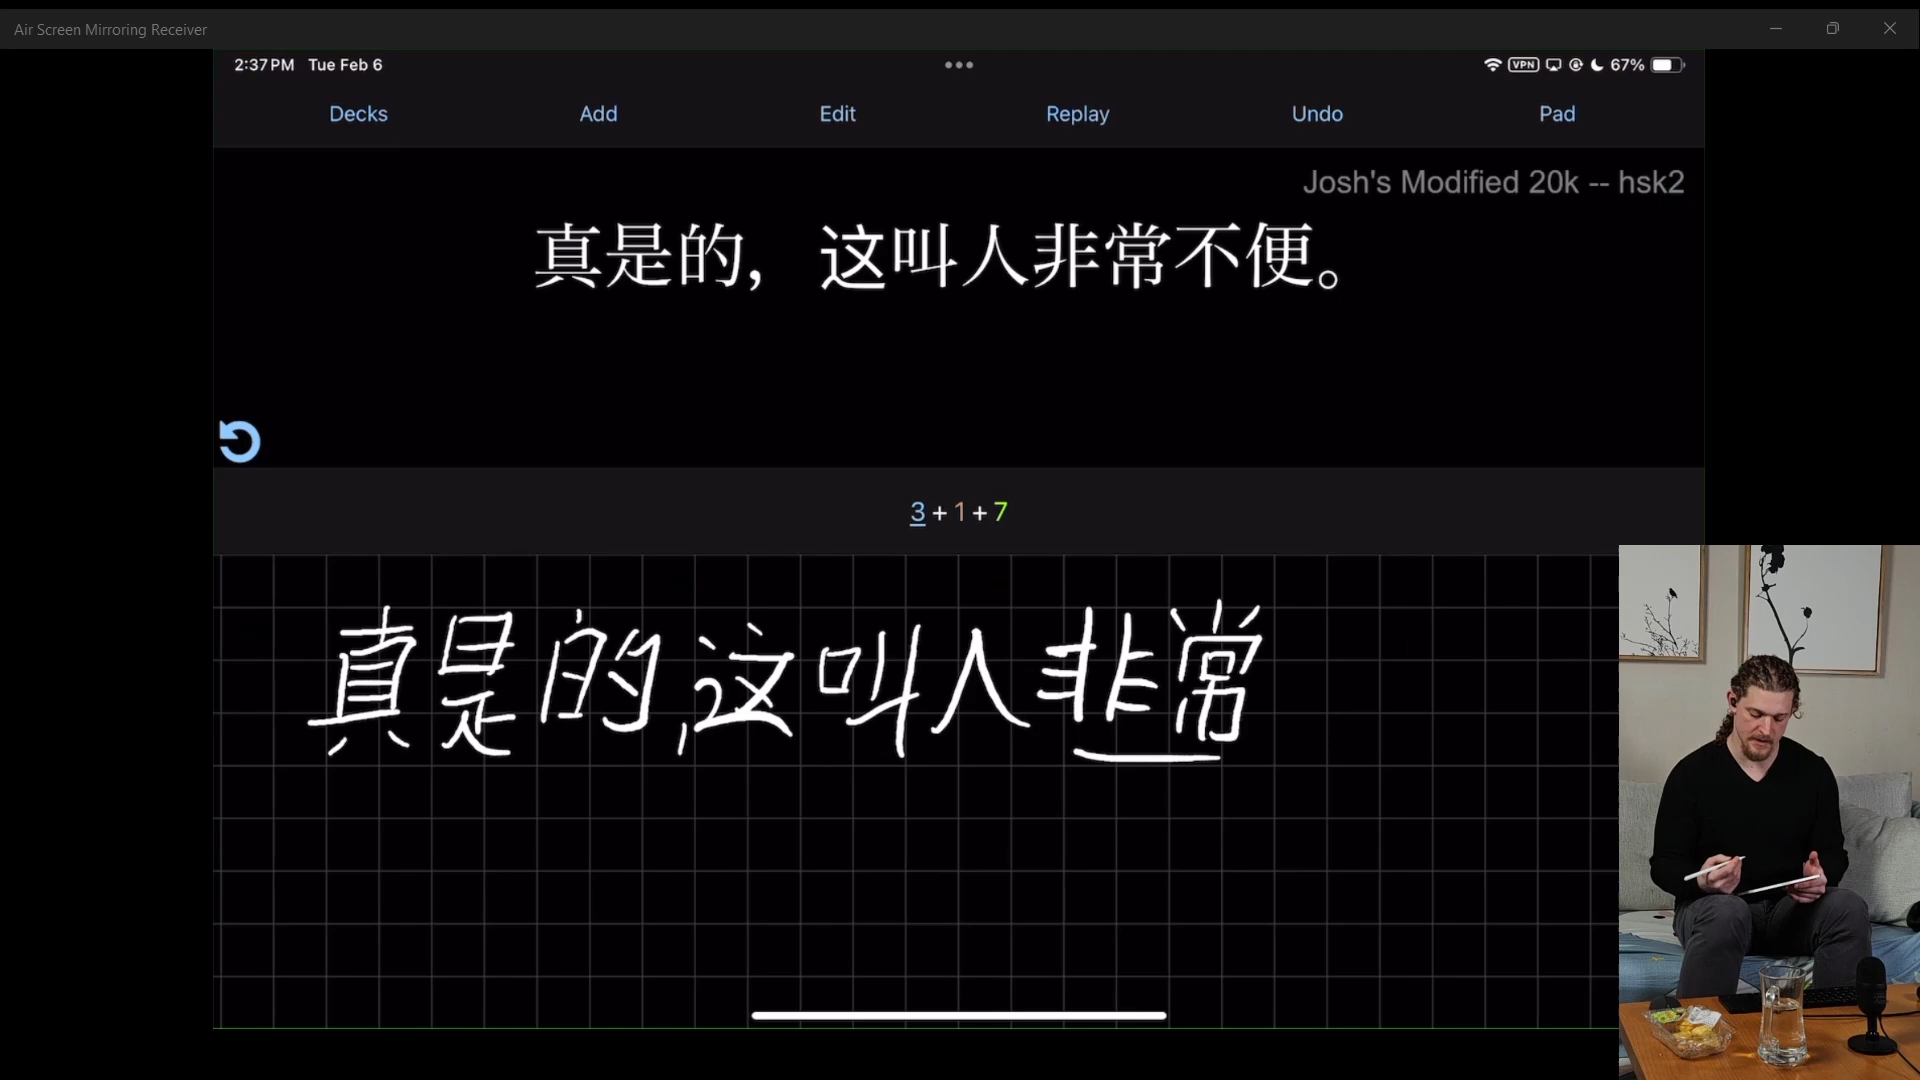 Air Screen Mirroring Receiver
2:37 PM Tue Feb 6
VPN 67%
Decks Add Edit Replay Undo Pad
Josh's Modified 20k -- hsk2
真是的，这叫人非常不便。
3 + 1 + 7
真是的,这叫人非常